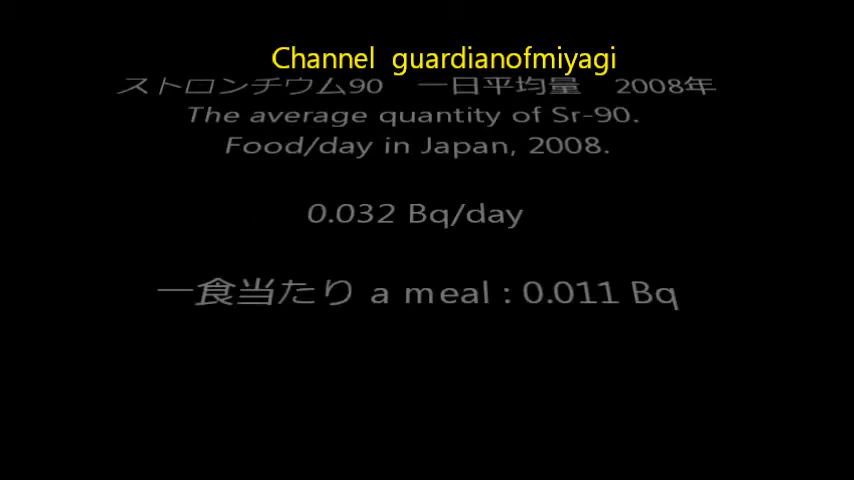 Channel guardianofmiyagi
ストロンチウム90 一日平均量 2008年
The average quantity of Sr-90.
Food/day in Japan, 2008.
0.032 Bq/day
一食当たり a meal : 0.011 Bq